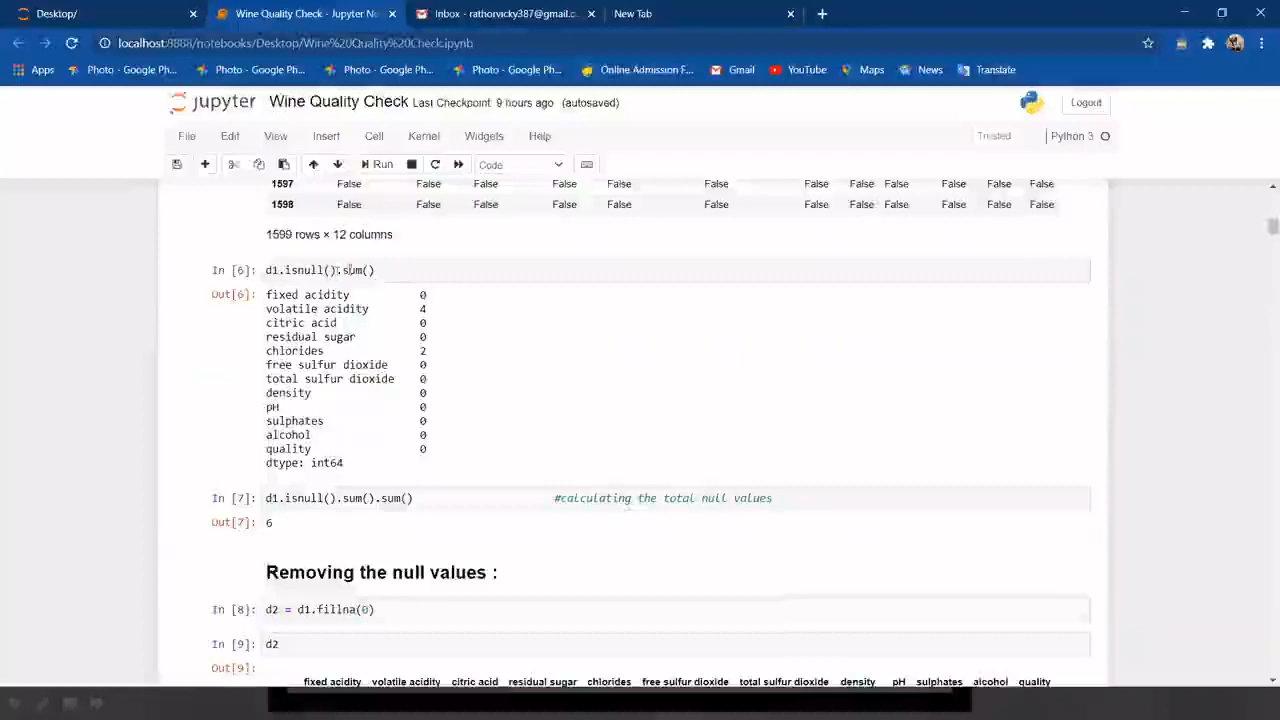 Desktop/
Wine Quality Check - Jupyter No
Inbox - rathorvicky387@gmail.c
New Tab
localhost:8888/notebooks/Desktop/Wine%20Quality%20Check.ipynb
Apps
Photo - Google Ph...
Photo - Google Ph...
Photo - Google Ph...
Photo - Google Ph...
Online Admission F...
Gmail
YouTube
Maps
News
Translate
jupyter Wine Quality Check Last Checkpoint 9 hours ago (autosaved)
Logout
File Edit View Insert Cell Kernel Widgets Help
Trusted
Python 3
Run
Code
1597 False False False False False False False False False False False False
1598 False False False False False False False False False False False False
1599 rows × 12 columns
In [6]: d1.isnull().sum()
Out[6]: fixed acidity 0
volatile acidity 4
citric acid 0
residual sugar 0
chlorides 2
free sulfur dioxide 0
total sulfur dioxide 0
density 0
pH 0
sulphates 0
alcohol 0
quality 0
dtype: int64
In [7]: d1.isnull().sum().sum() #calculating the total null values
Out[7]: 6
Removing the null values :
In [8]: d2 = d1.fillna(0)
In [9]: d2
Out[9]:
fixed acidity volatile acidity citric acid residual sugar chlorides free sulfur dioxide total sulfur dioxide density pH sulphates alcohol quality